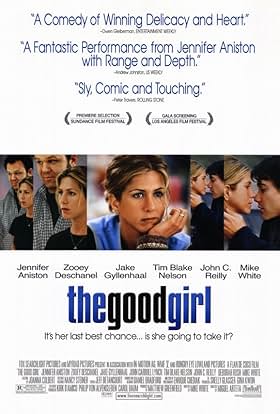 "A Comedy of Winning Delicacy and Heart."
- Owen Gleiberman, ENTERTAINMENT WEEKLY
"A Fantastic Performance from Jennifer Aniston
with Range and Depth."
- Andrew Johnston, US WEEKLY
"Sly, Comic and Touching."
- Peter Travers, ROLLING STONE
PREMIERE SELECTION
SUNDANCE FILM FESTIVAL
GALA SCREENING
LOS ANGELES FILM FESTIVAL
Jennifer Aniston
Zooey Deschanel
Jake Gyllenhaal
Tim Blake Nelson
John C. Reilly
Mike White
thegoodgirl
It's her last best chance... is she going to take it?